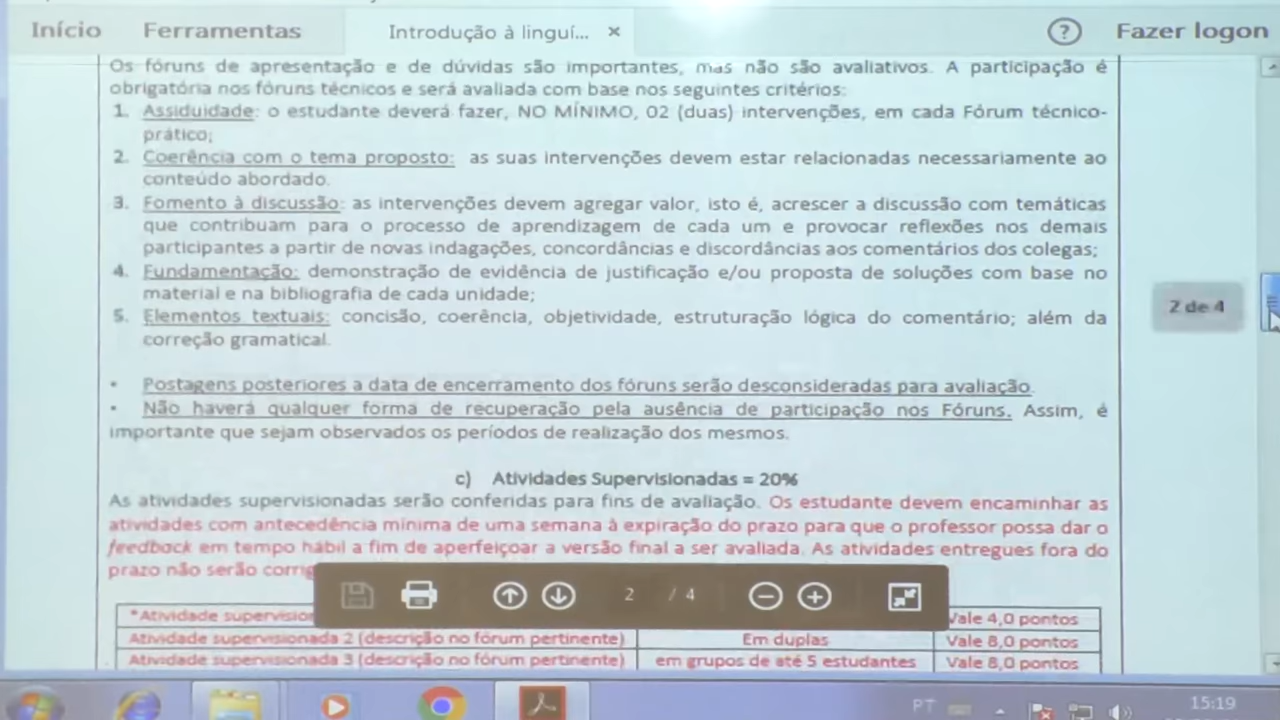 Início Ferramentas Introdução à linguí... × ? Fazer logon
Os fóruns de apresentação e de dúvidas são importantes, mas não são avaliativos. A participação é
obrigatória nos fóruns técnicos e será avaliada com base nos seguintes critérios:
1. Assiduidade: o estudante deverá fazer, NO MÍNIMO, 02 (duas) intervenções, em cada Fórum técnico-
prático;
2. Coerência com o tema proposto: as suas intervenções devem estar relacionadas necessariamente ao
conteúdo abordado.
3. Fomento à discussão: as intervenções devem agregar valor, isto é, acrescer a discussão com temáticas
que contribuam para o processo de aprendizagem de cada um e provocar reflexões nos demais
participantes a partir de novas indagações, concordâncias e discordâncias aos comentários dos colegas;
4. Fundamentação: demonstração de evidência de justificação e/ou proposta de soluções com base no
material e na bibliografia de cada unidade;
5. Elementos textuais: concisão, coerência, objetividade, estruturação lógica do comentário; além da
correção gramatical.
2 de 4
• Postagens posteriores a data de encerramento dos fóruns serão desconsideradas para avaliação.
• Não haverá qualquer forma de recuperação pela ausência de participação nos Fóruns. Assim, é
importante que sejam observados os períodos de realização dos mesmos.
c) Atividades Supervisionadas = 20%
As atividades supervisionadas serão conferidas para fins de avaliação. Os estudante devem encaminhar as
atividades com antecedência mínima de uma semana à expiração do prazo para que o professor possa dar o
feedback em tempo hábil a fim de aperfeiçoar a versão final a ser avaliada. As atividades entregues fora do
prazo não serão corrig
2 / 4
*Atividade supervisio Vale 4,0 pontos
Atividade supervisionada 2 (descrição no fórum pertinente) Em duplas Vale 8,0 pontos
Atividade supervisionada 3 (descrição no fórum pertinente) em grupos de até 5 estudantes Vale 8,0 pontos
PT 15:19